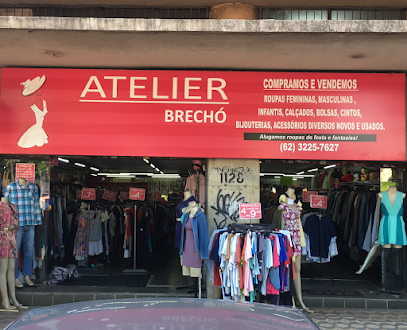 ATELIER
BRECHÓ
COMPRAMOS E VENDEMOS
ROUPAS FEMININAS, MASCULINAS,
INFANTIS, CALÇADOS, BOLSAS, CINTOS,
BIJOUTERIAS, ACESSÓRIOS DIVERSOS NOVOS E USADOS.
Alugamos roupas de festa e fantasias!
(62) 3225-7627
1128